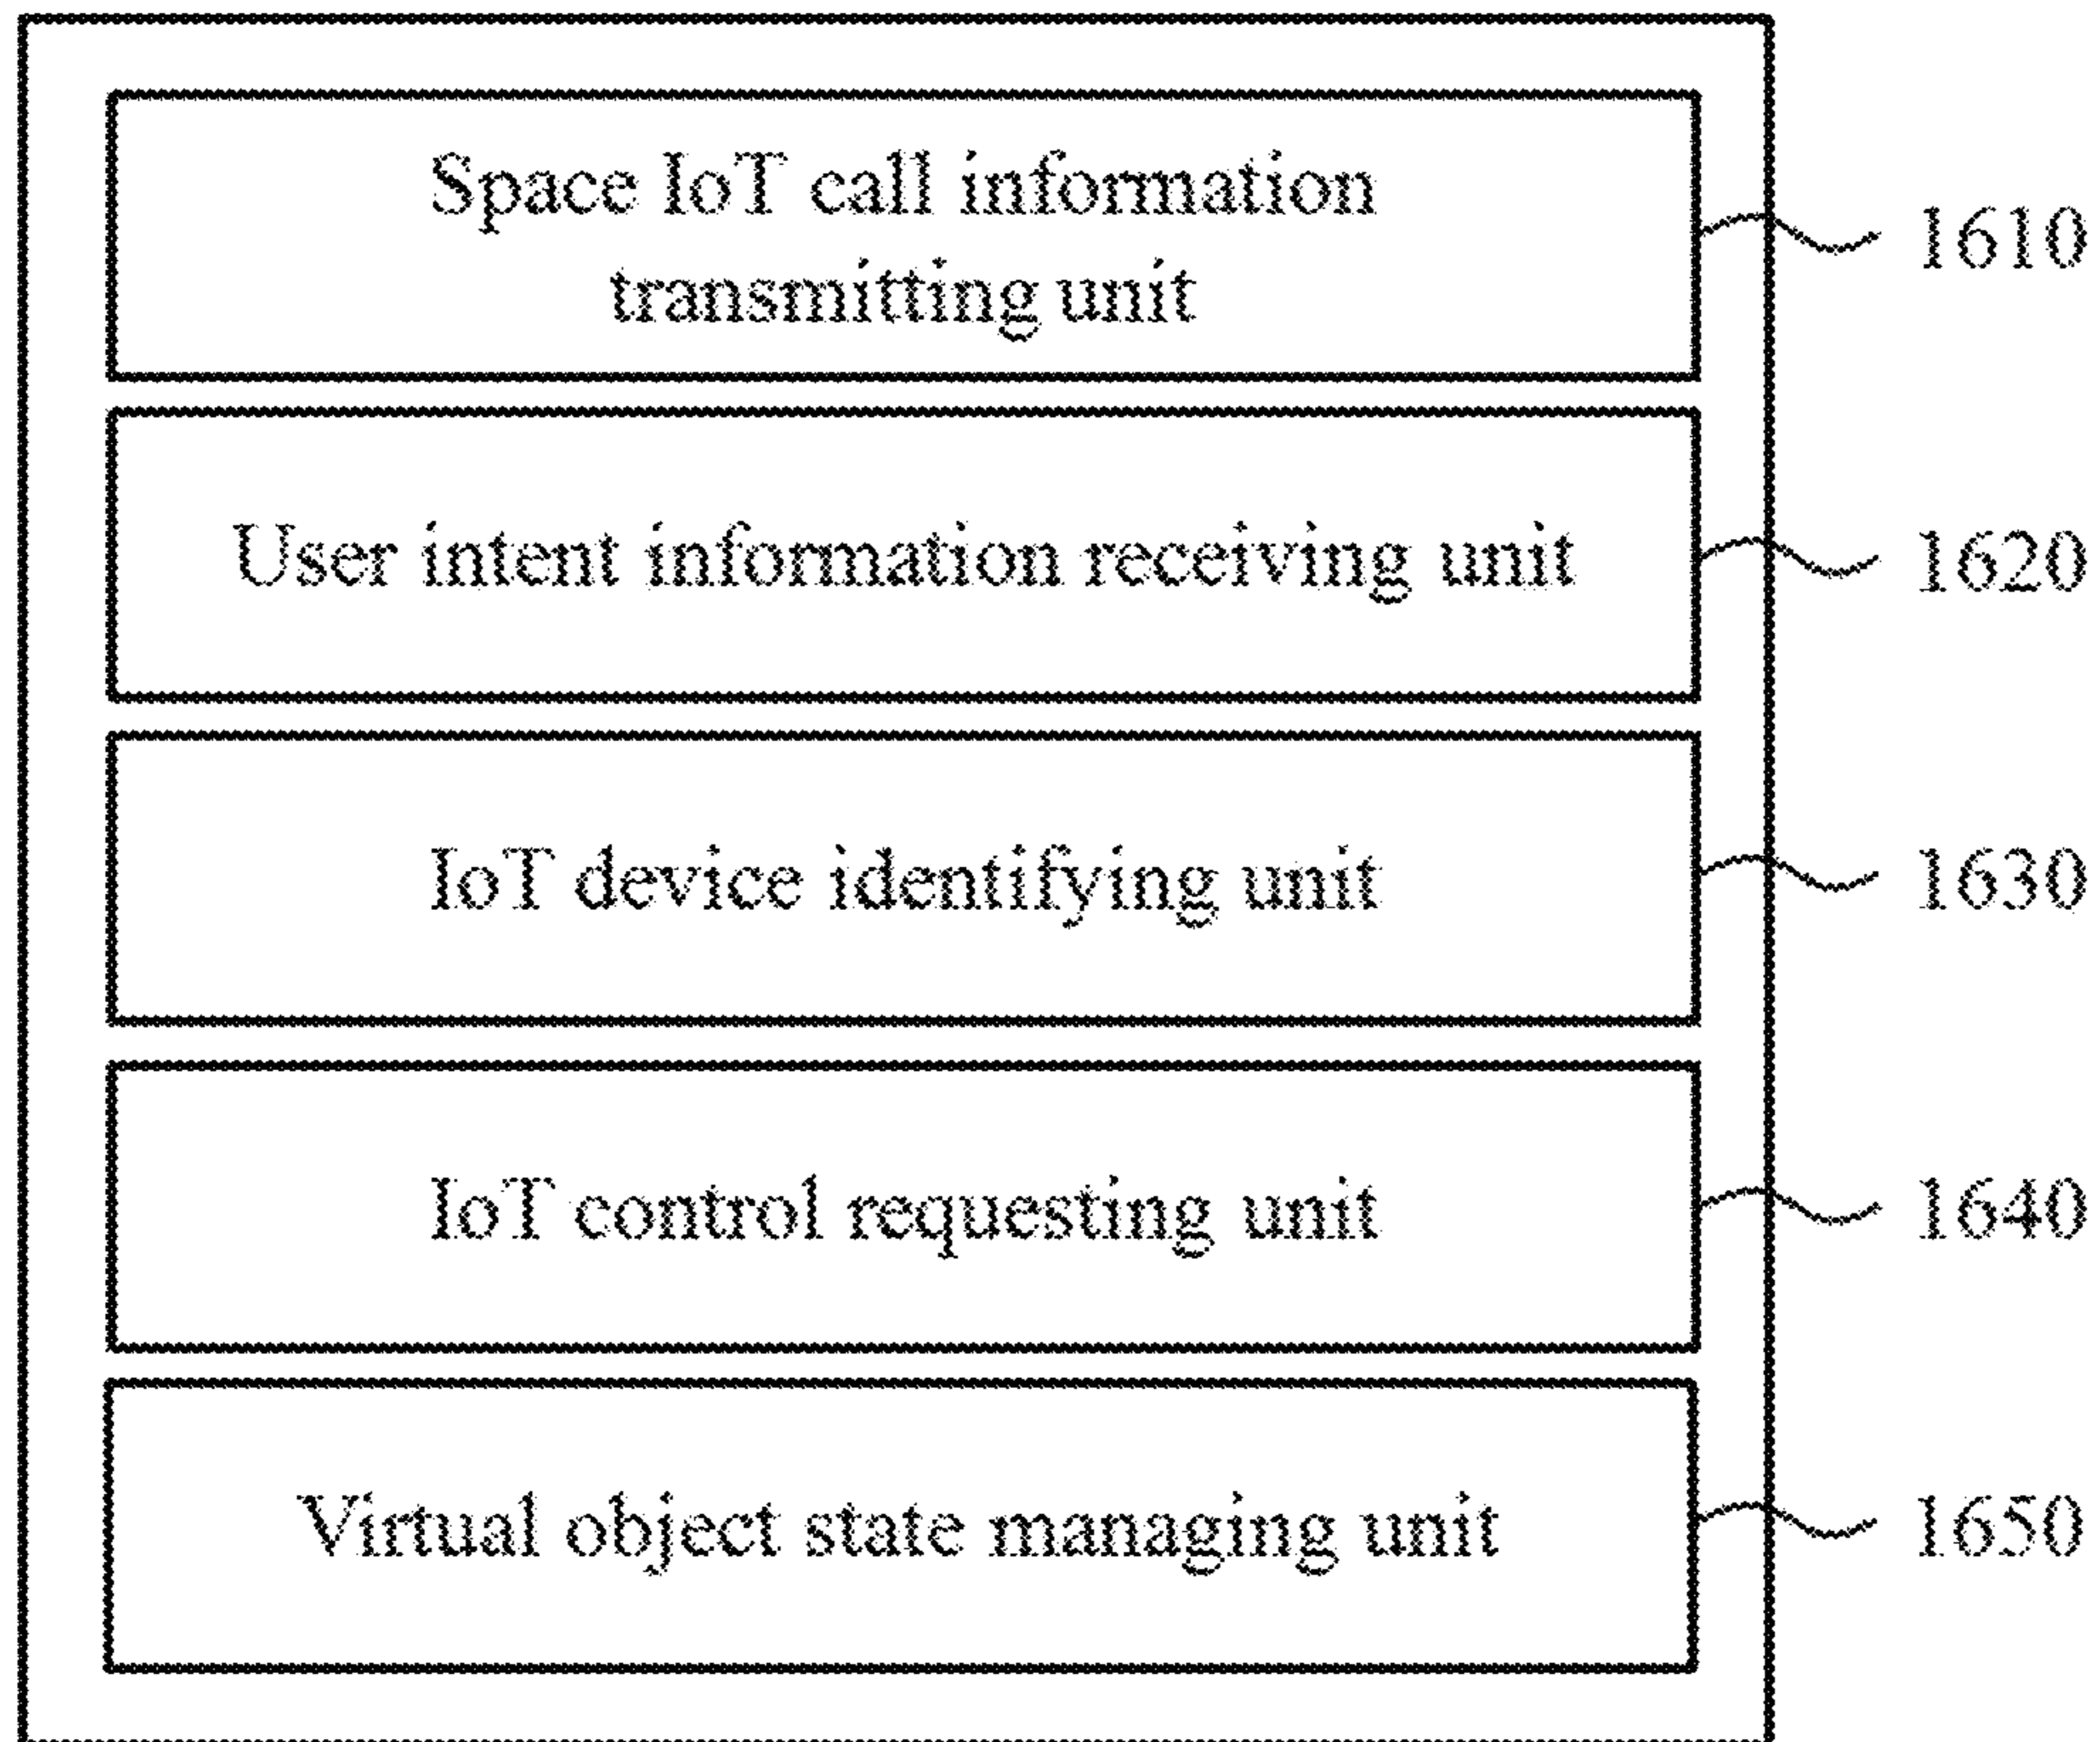 Space IoT call information
transmitting unit
1610
User intent information receiving unit
1620
IoT device identifying unit
1630
IoT control requesting unit
1640
Virtual object state managing unit
1650